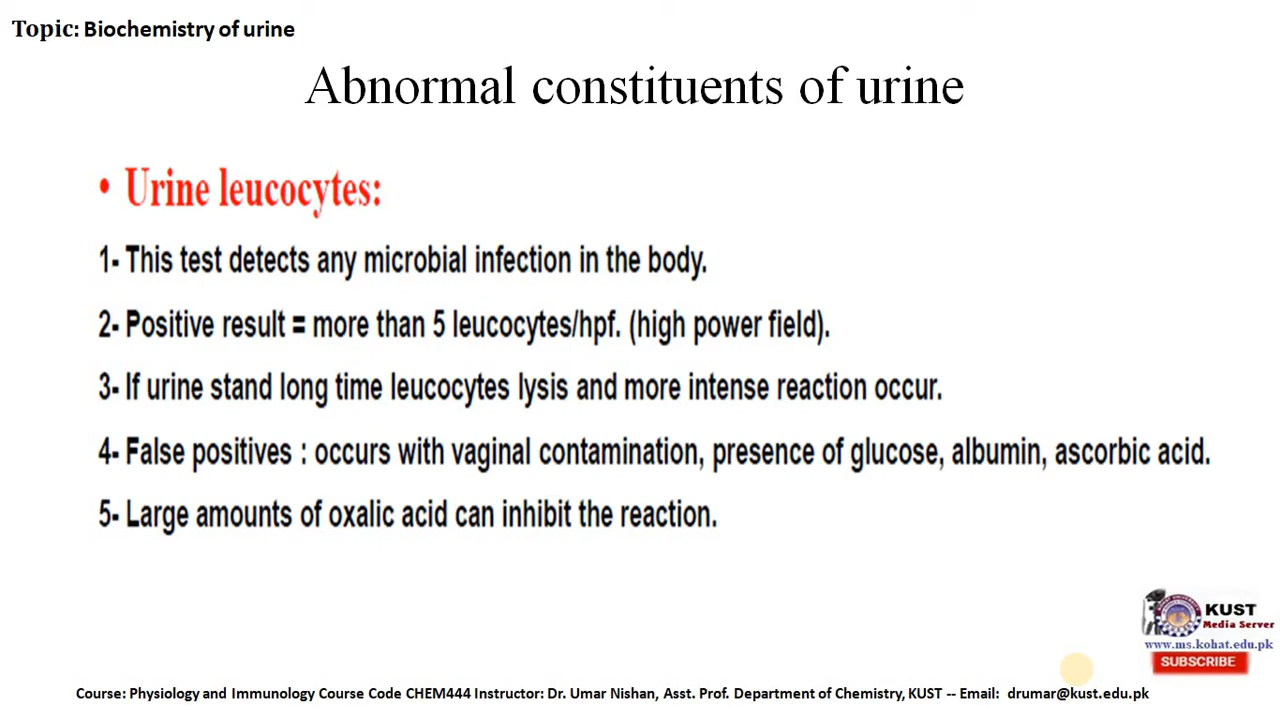 Topic: Biochemistry of urine
Abnormal constituents of urine
• Urine leucocytes:
1- This test detects any microbial infection in the body.
2- Positive result = more than 5 leucocytes/hpf. (high power field).
3- If urine stand long time leucocytes lysis and more intense reaction occur.
4- False positives : occurs with vaginal contamination, presence of glucose, albumin, ascorbic acid.
5- Large amounts of oxalic acid can inhibit the reaction.
KUST
Media Server
www.ms.kohat.edu.pk
SUBSCRIBE
Course: Physiology and Immunology Course Code CHEM444 Instructor: Dr. Umar Nishan, Asst. Prof. Department of Chemistry, KUST -- Email: drumar@kust.edu.pk